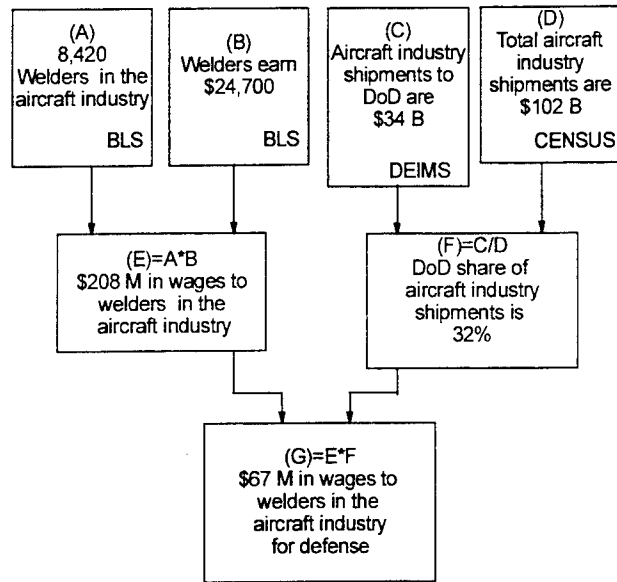 (A)
8,420
Welders in the
aircraft industry
BLS
(B)
Welders earn
$24,700
BLS
(C)
Aircraft industry
shipments to
DoD are
$34 B
DEIMS
(D)
Total aircraft
industry
shipments are
$102 B
CENSUS
(E)=A*B
$208 M in wages to
welders in the
aircraft industry
(F)=C/D
DoD share of
aircraft industry
shipments is
32%
(G)=E*F
$67 M in wages to
welders in the
aircraft industry
for defense